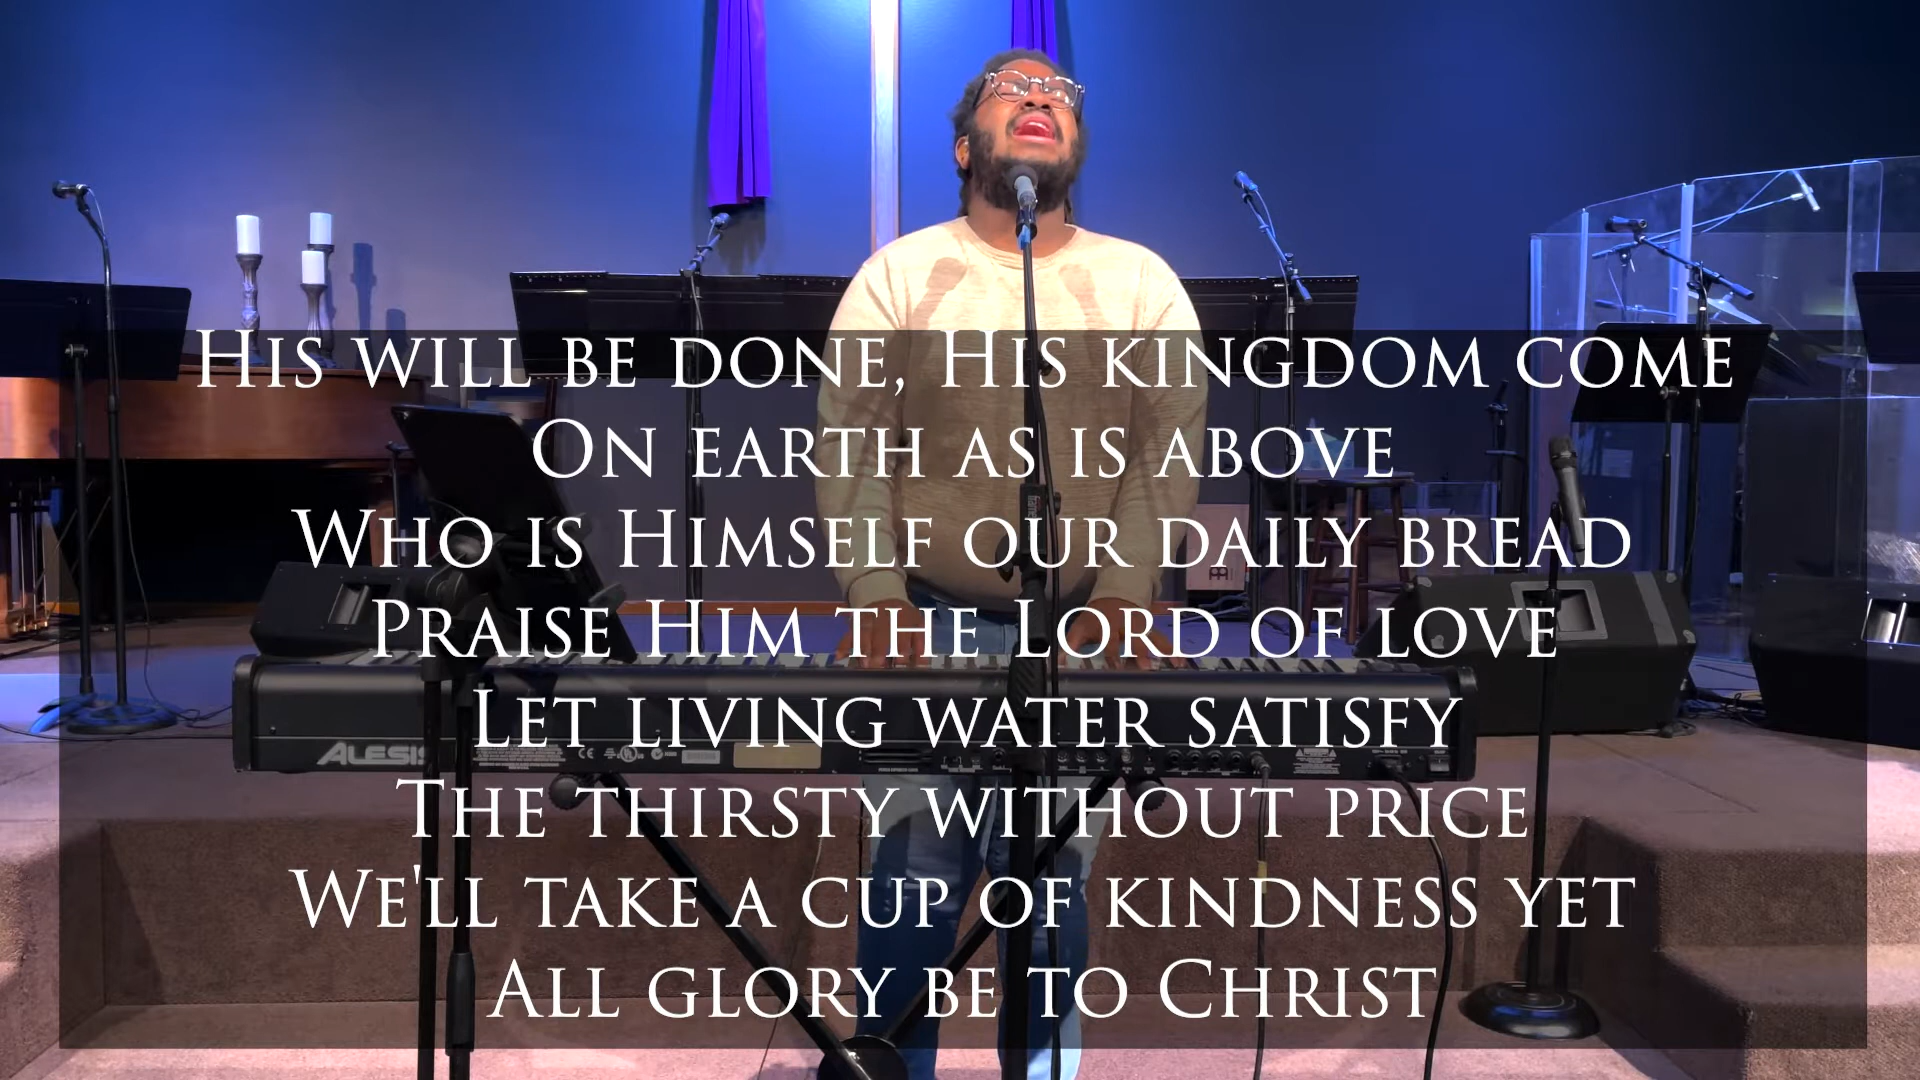 His will be done, His kingdom come
On earth as is above
Who is Himself our daily bread
Praise Him the Lord of love
Let living water satisfy
The thirsty without price
We'll take a cup of kindness yet
All glory be to Christ
ALESIS